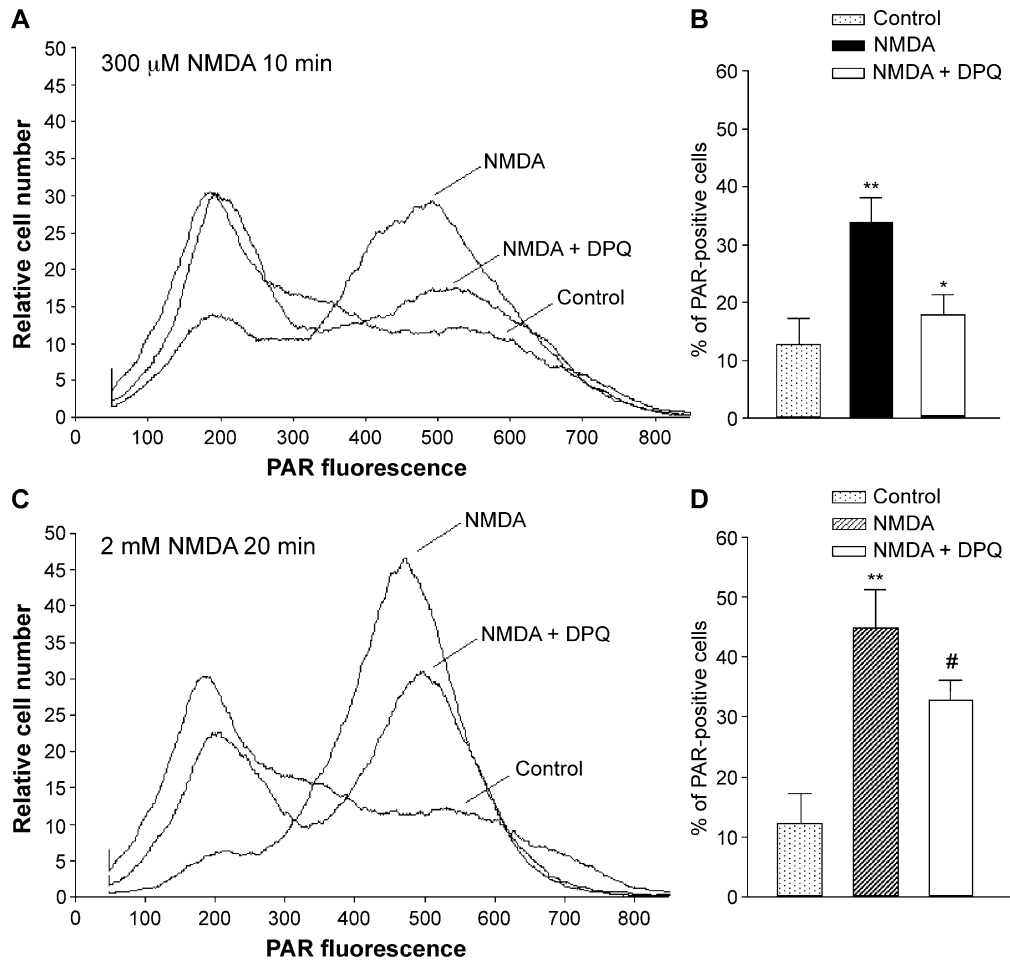 A
300 μM NMDA 10 min
50
45
40
35
30
25
20
15
10
5
0
Relative cell number
NMDA
NMDA + DPQ
Control
0 100 200 300 400 500 600 700 800
PAR fluorescence
B
Control
NMDA
NMDA + DPQ
60
50
40
30
20
10
0
% of PAR-positive cells
**
*
C
2 mM NMDA 20 min
50
45
40
35
30
25
20
15
10
5
0
Relative cell number
NMDA
NMDA + DPQ
Control
0 100 200 300 400 500 600 700 800
PAR fluorescence
D
Control
NMDA
NMDA + DPQ
60
50
40
30
20
10
0
% of PAR-positive cells
**
#